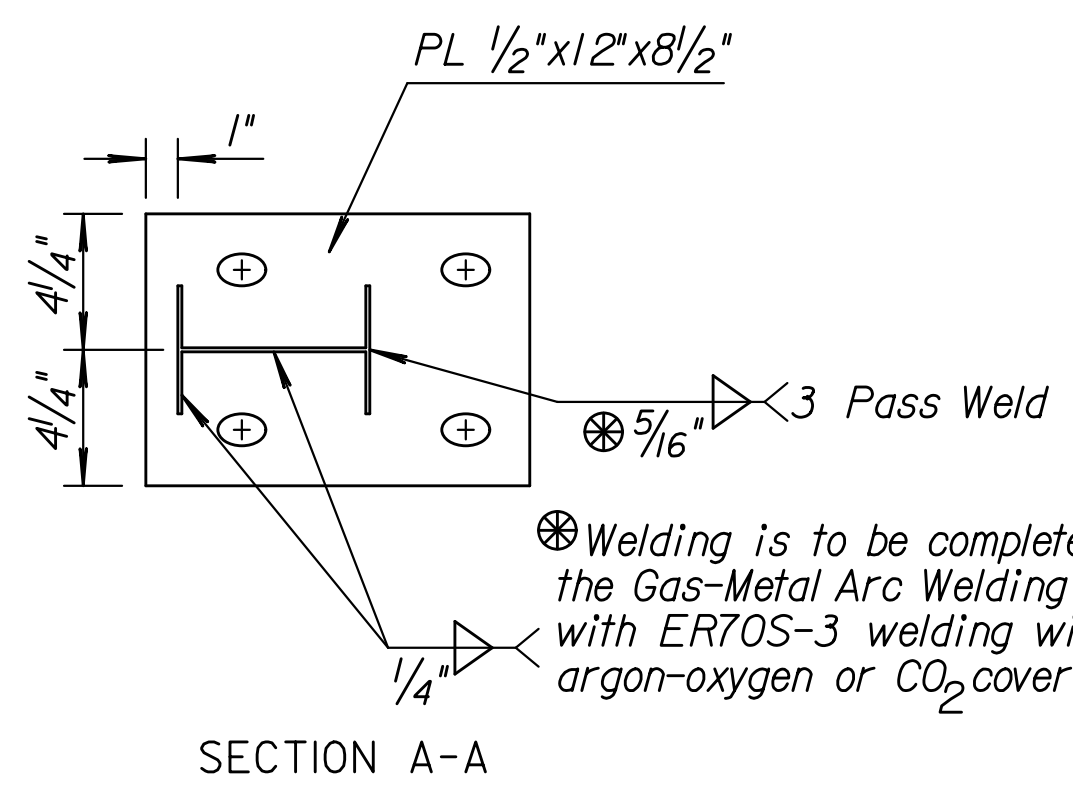 PL 1/2"x12"x8 1/2"
1"
4 1/4"
4 1/4"
3 Pass Weld
5/16"
Welding is to be complete
the Gas-Metal Arc Welding
with ER70S-3 welding wi
argon-oxygen or CO2 cover
1/4"
SECTION A-A